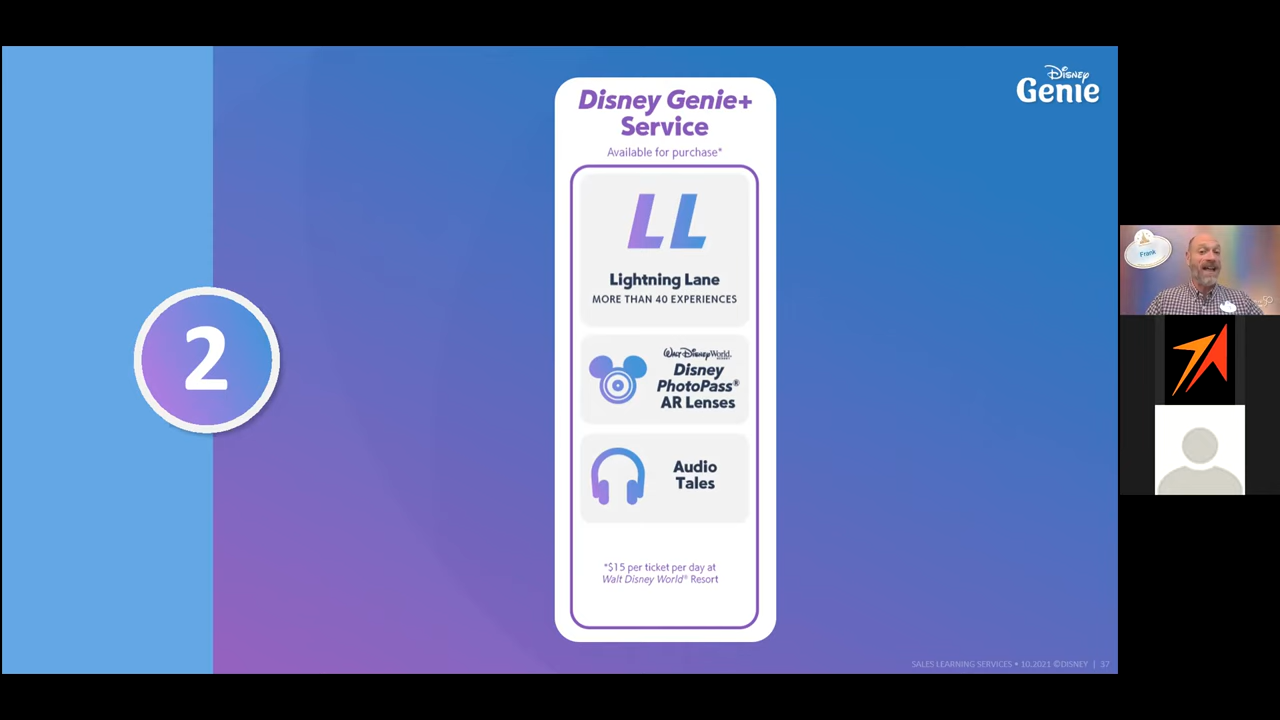 Disney Genie
2
Disney Genie+
Service
Available for purchase*
LL
Lightning Lane
MORE THAN 40 EXPERIENCES
Walt Disney World.
Disney
PhotoPass®
AR Lenses
Audio
Tales
*$15 per ticket per day at
Walt Disney World® Resort
Frank
SALES LEARNING SERVICES • 10.2021 ©DISNEY | 37